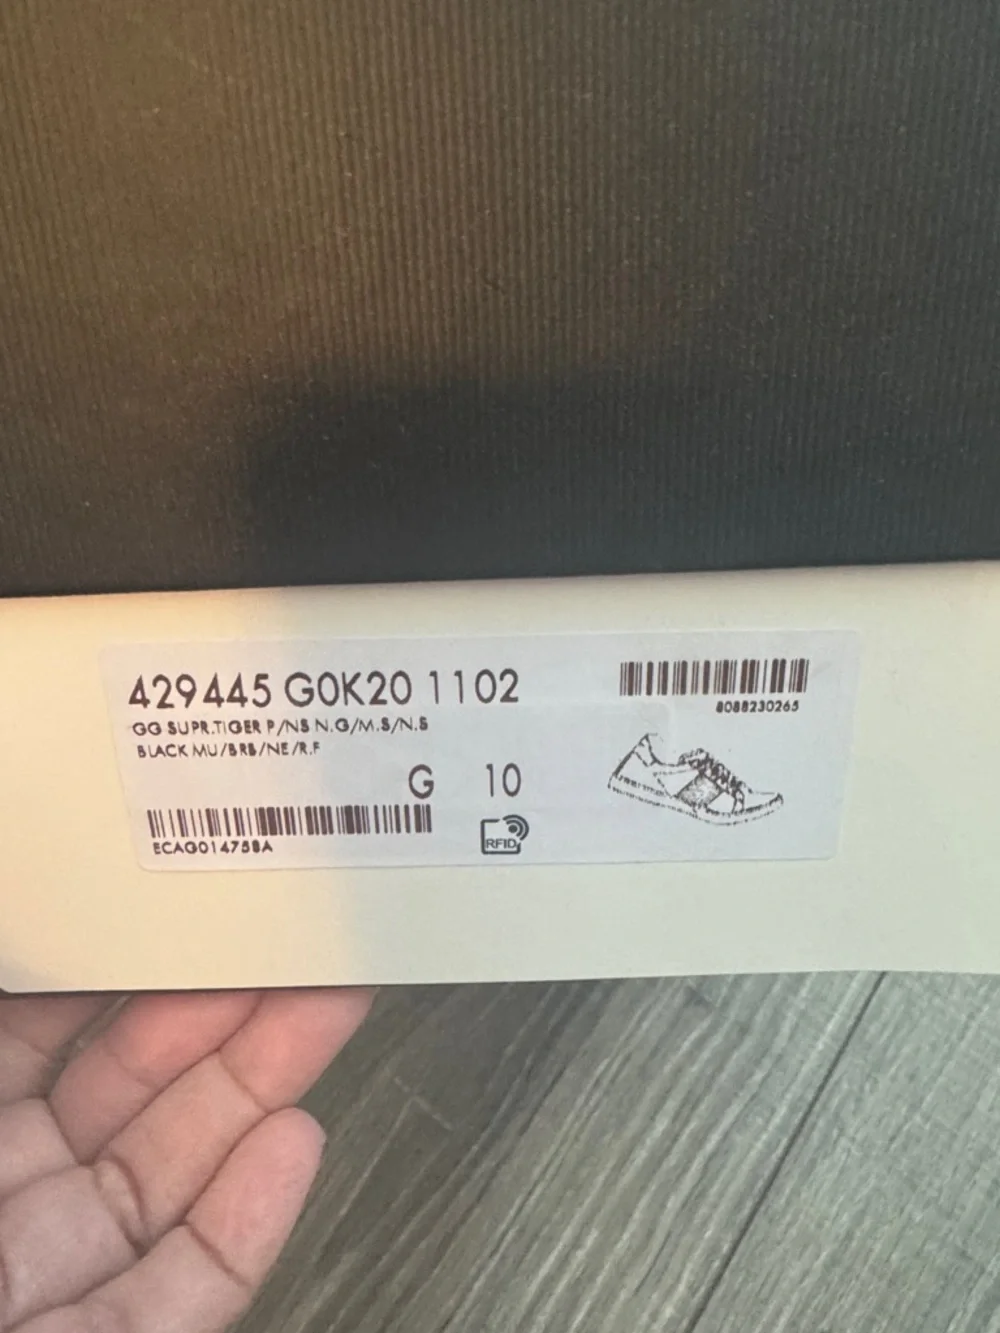 429445 G0K20 1102
GG SUPR.TIGER P/NS N.G/M.S/N.S
BLACK MU/BRB/NE/R.F
G 10
ECAG014758A
RFID
8088230265